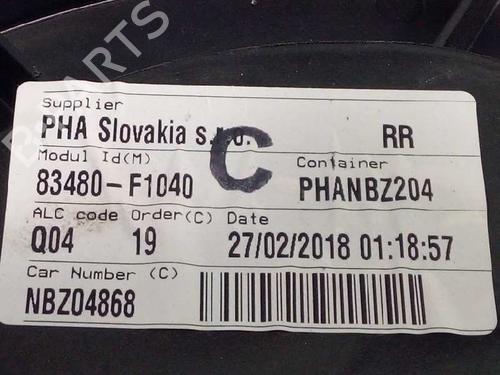 B-PARTS
Supplier
PHA Slovakia s.r.o. RR
C
Modul Id(M) Container
83480-F1040 PHANBZ204
ALC code Order(C) Date
Q04 19 27/02/2018 01:18:57
Car Number (C)
NBZ04868